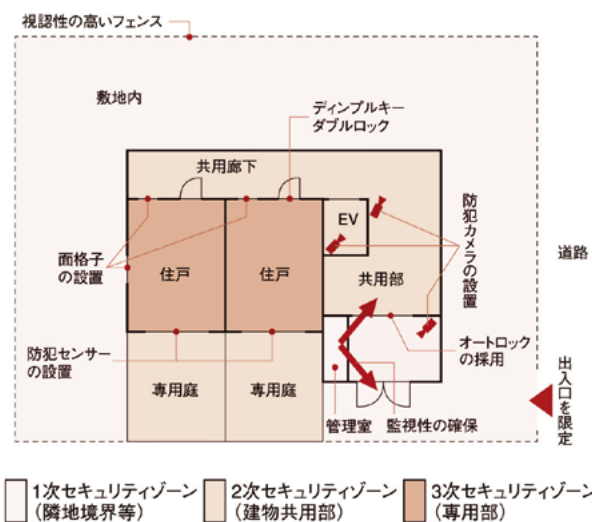 視認性の高いフェンス
敷地内
ディンプルキー
ダブルロック
共用廊下
防犯カメラの設置
EV
面格子
の設置
住戸
住戸
共用部
道路
防犯センサー
の設置
オートロック
の採用
専用庭
専用庭
出入口を限定
管理室
監視性の確保
1次セキュリティゾーン
(隣地境界等)
2次セキュリティゾーン
(建物共用部)
3次セキュリティゾーン
(専用部)